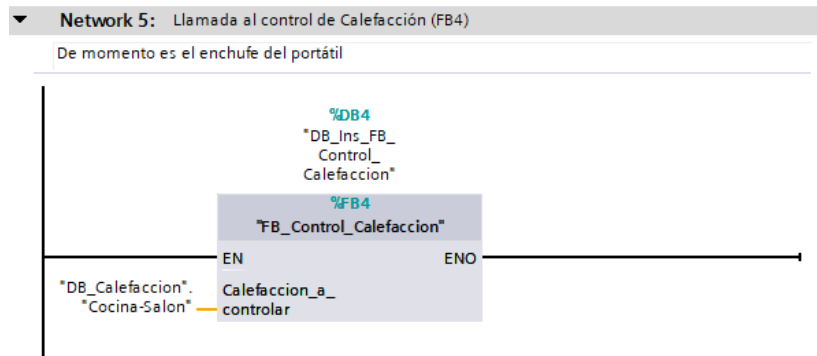 Network 5: Llamada al control de Calefacción (FB4)
De momento es el enchufe del portátil
%DB4
"DB_Ins_FB_
Control_
Calefaccion"
%FB4
"FB_Control_Calefaccion"
EN ENO
"DB_Calefaccion".
"Cocina-Salon"
Calefaccion_a_
controlar